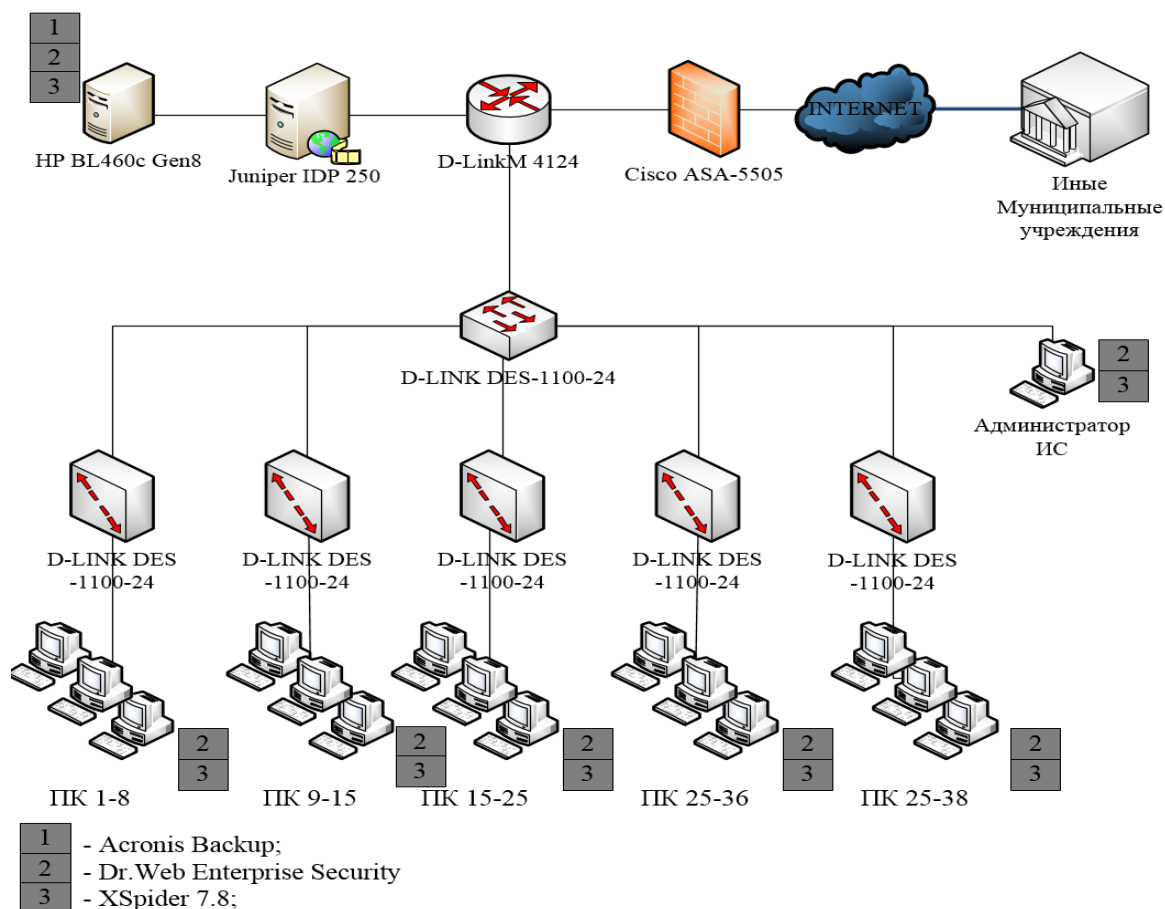 1
2
3
HP BL460c Gen8
Juniper IDP 250
D-LinkM 4124
Cisco ASA-5505
INTERNET
Иные
Муниципальные
учреждения
D-LINK DES-1100-24
2
3
Администратор
ИС
D-LINK DES
-1100-24
D-LINK DES
-1100-24
D-LINK DES
-1100-24
D-LINK DES
-1100-24
D-LINK DES
-1100-24
2
3
2
3
2
3
2
3
2
3
ПК 1-8
ПК 9-15
ПК 15-25
ПК 25-36
ПК 25-38
1 - Acronis Backup;
2 - Dr.Web Enterprise Security
3 - XSpider 7.8;